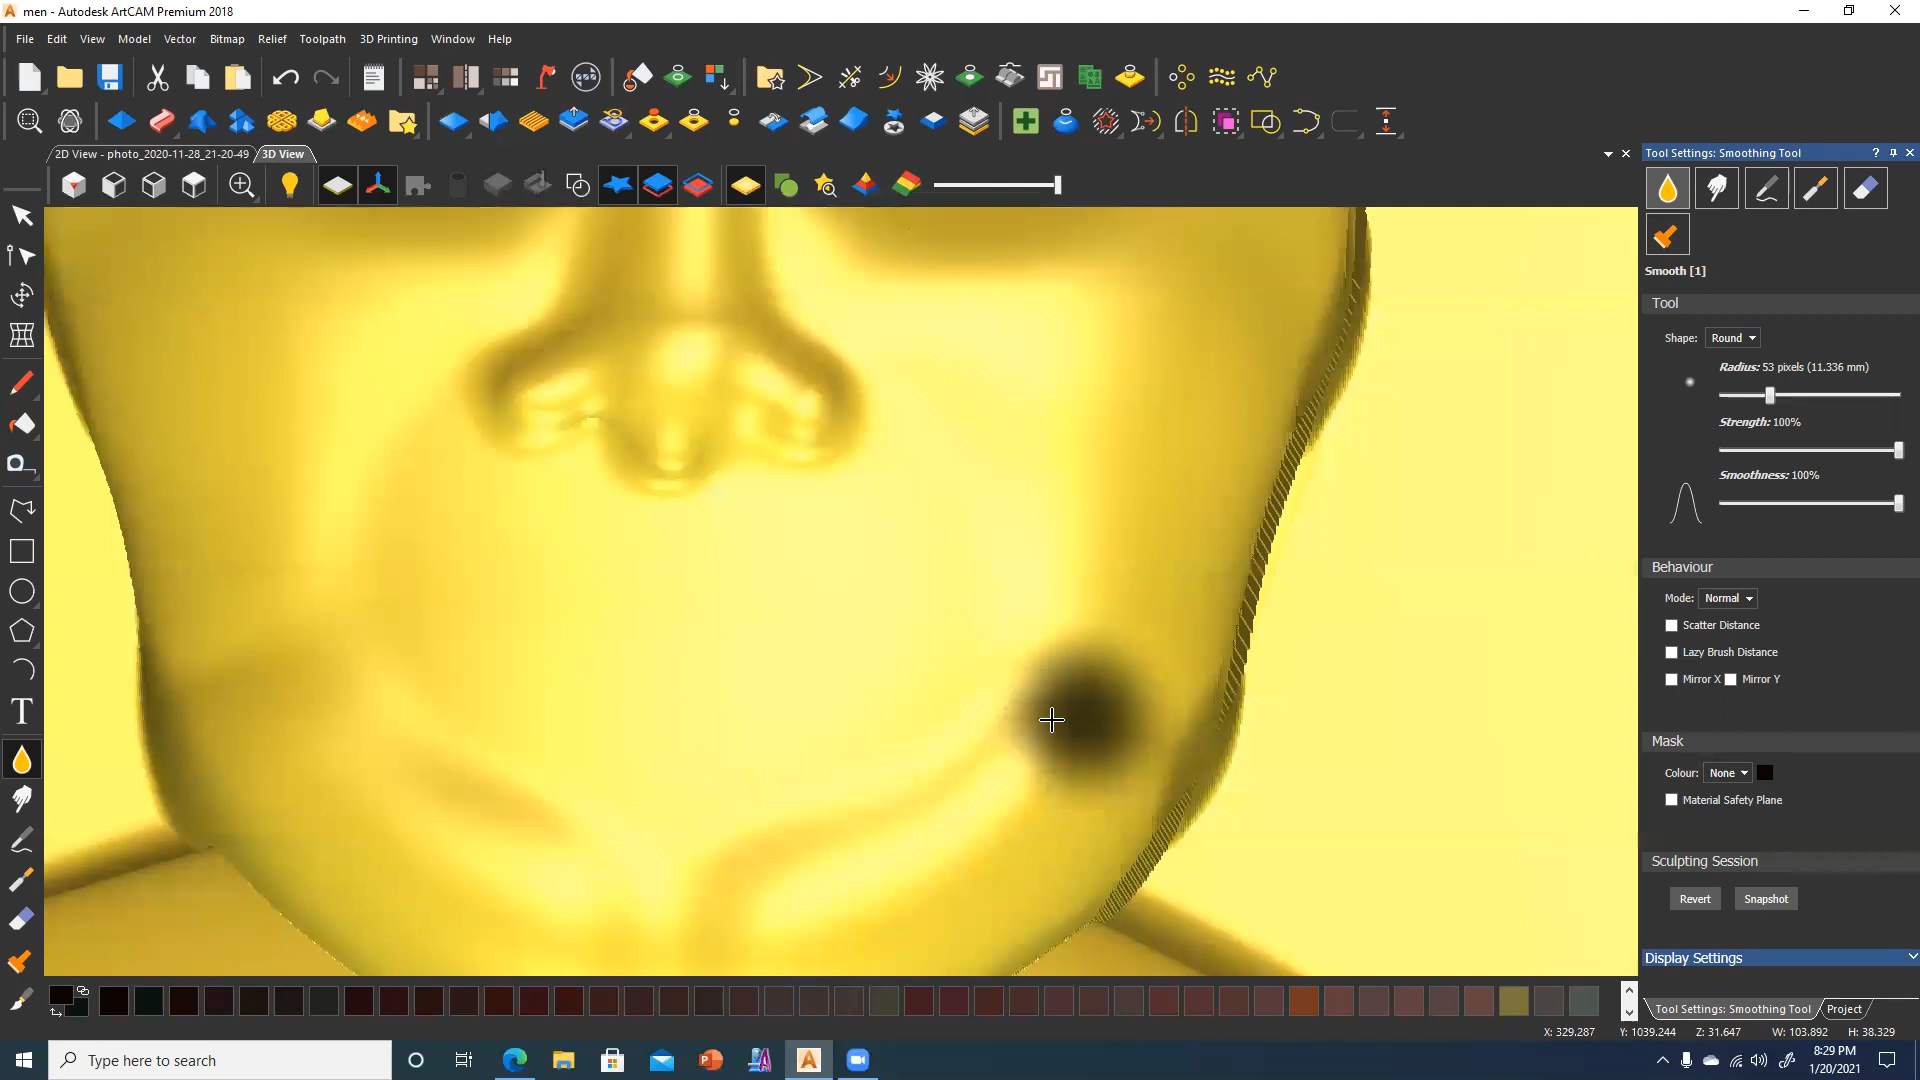 men - Autodesk ArtCAM Premium 2018
File Edit View Model Vector Bitmap Relief Toolpath 3D Printing Window Help
2D View - photo_2020-11-28_21-20-49 3D View
Tool Settings: Smoothing Tool
Smooth [1]
Tool
Shape: Round
Radius: 53 pixels (11.336 mm)
Strength: 100%
Smoothness: 100%
Behaviour
Mode: Normal
Scatter Distance
Lazy Brush Distance
Mirror X Mirror Y
Mask
Colour: None
Material Safety Plane
Sculpting Session
Revert Snapshot
Display Settings
Tool Settings: Smoothing Tool Project
X: 329.287 Y: 1039.244 Z: 31.647 W: 103.892 H: 38.329
Type here to search
8:29 PM
1/20/2021